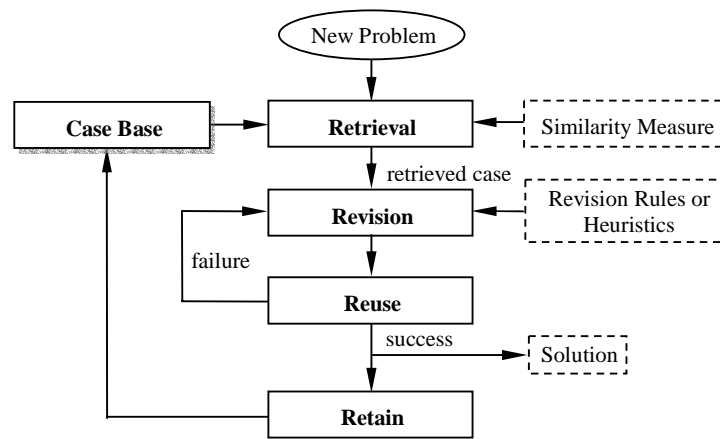 New Problem
Case Base
Retrieval
Similarity Measure
retrieved case
Revision
Revision Rules or
Heuristics
failure
Reuse
success
Solution
Retain